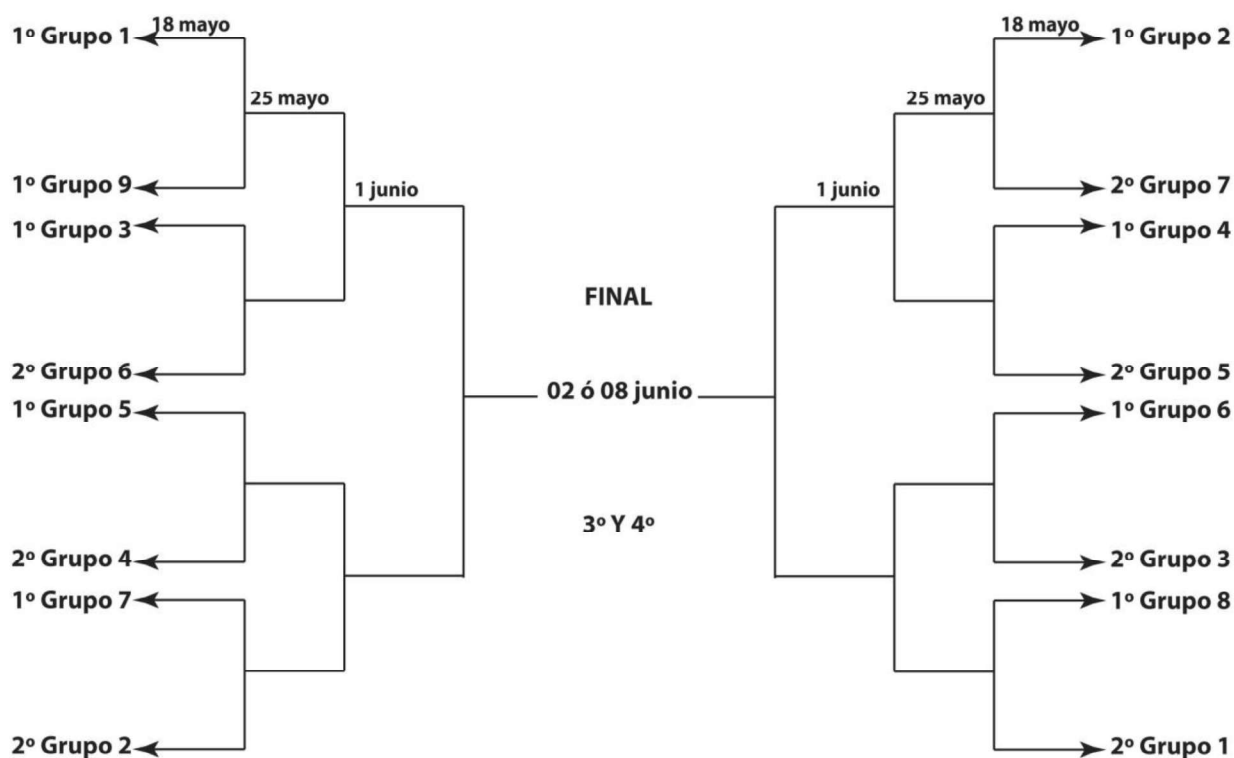 18 mayo
1º Grupo 1
25 mayo
1º Grupo 9
1 junio
1º Grupo 3
2º Grupo 6
1º Grupo 5
2º Grupo 4
1º Grupo 7
2º Grupo 2
FINAL
02 ó 08 junio
3º Y 4º
18 mayo
1º Grupo 2
25 mayo
2º Grupo 7
1 junio
1º Grupo 4
2º Grupo 5
1º Grupo 6
2º Grupo 3
1º Grupo 8
2º Grupo 1